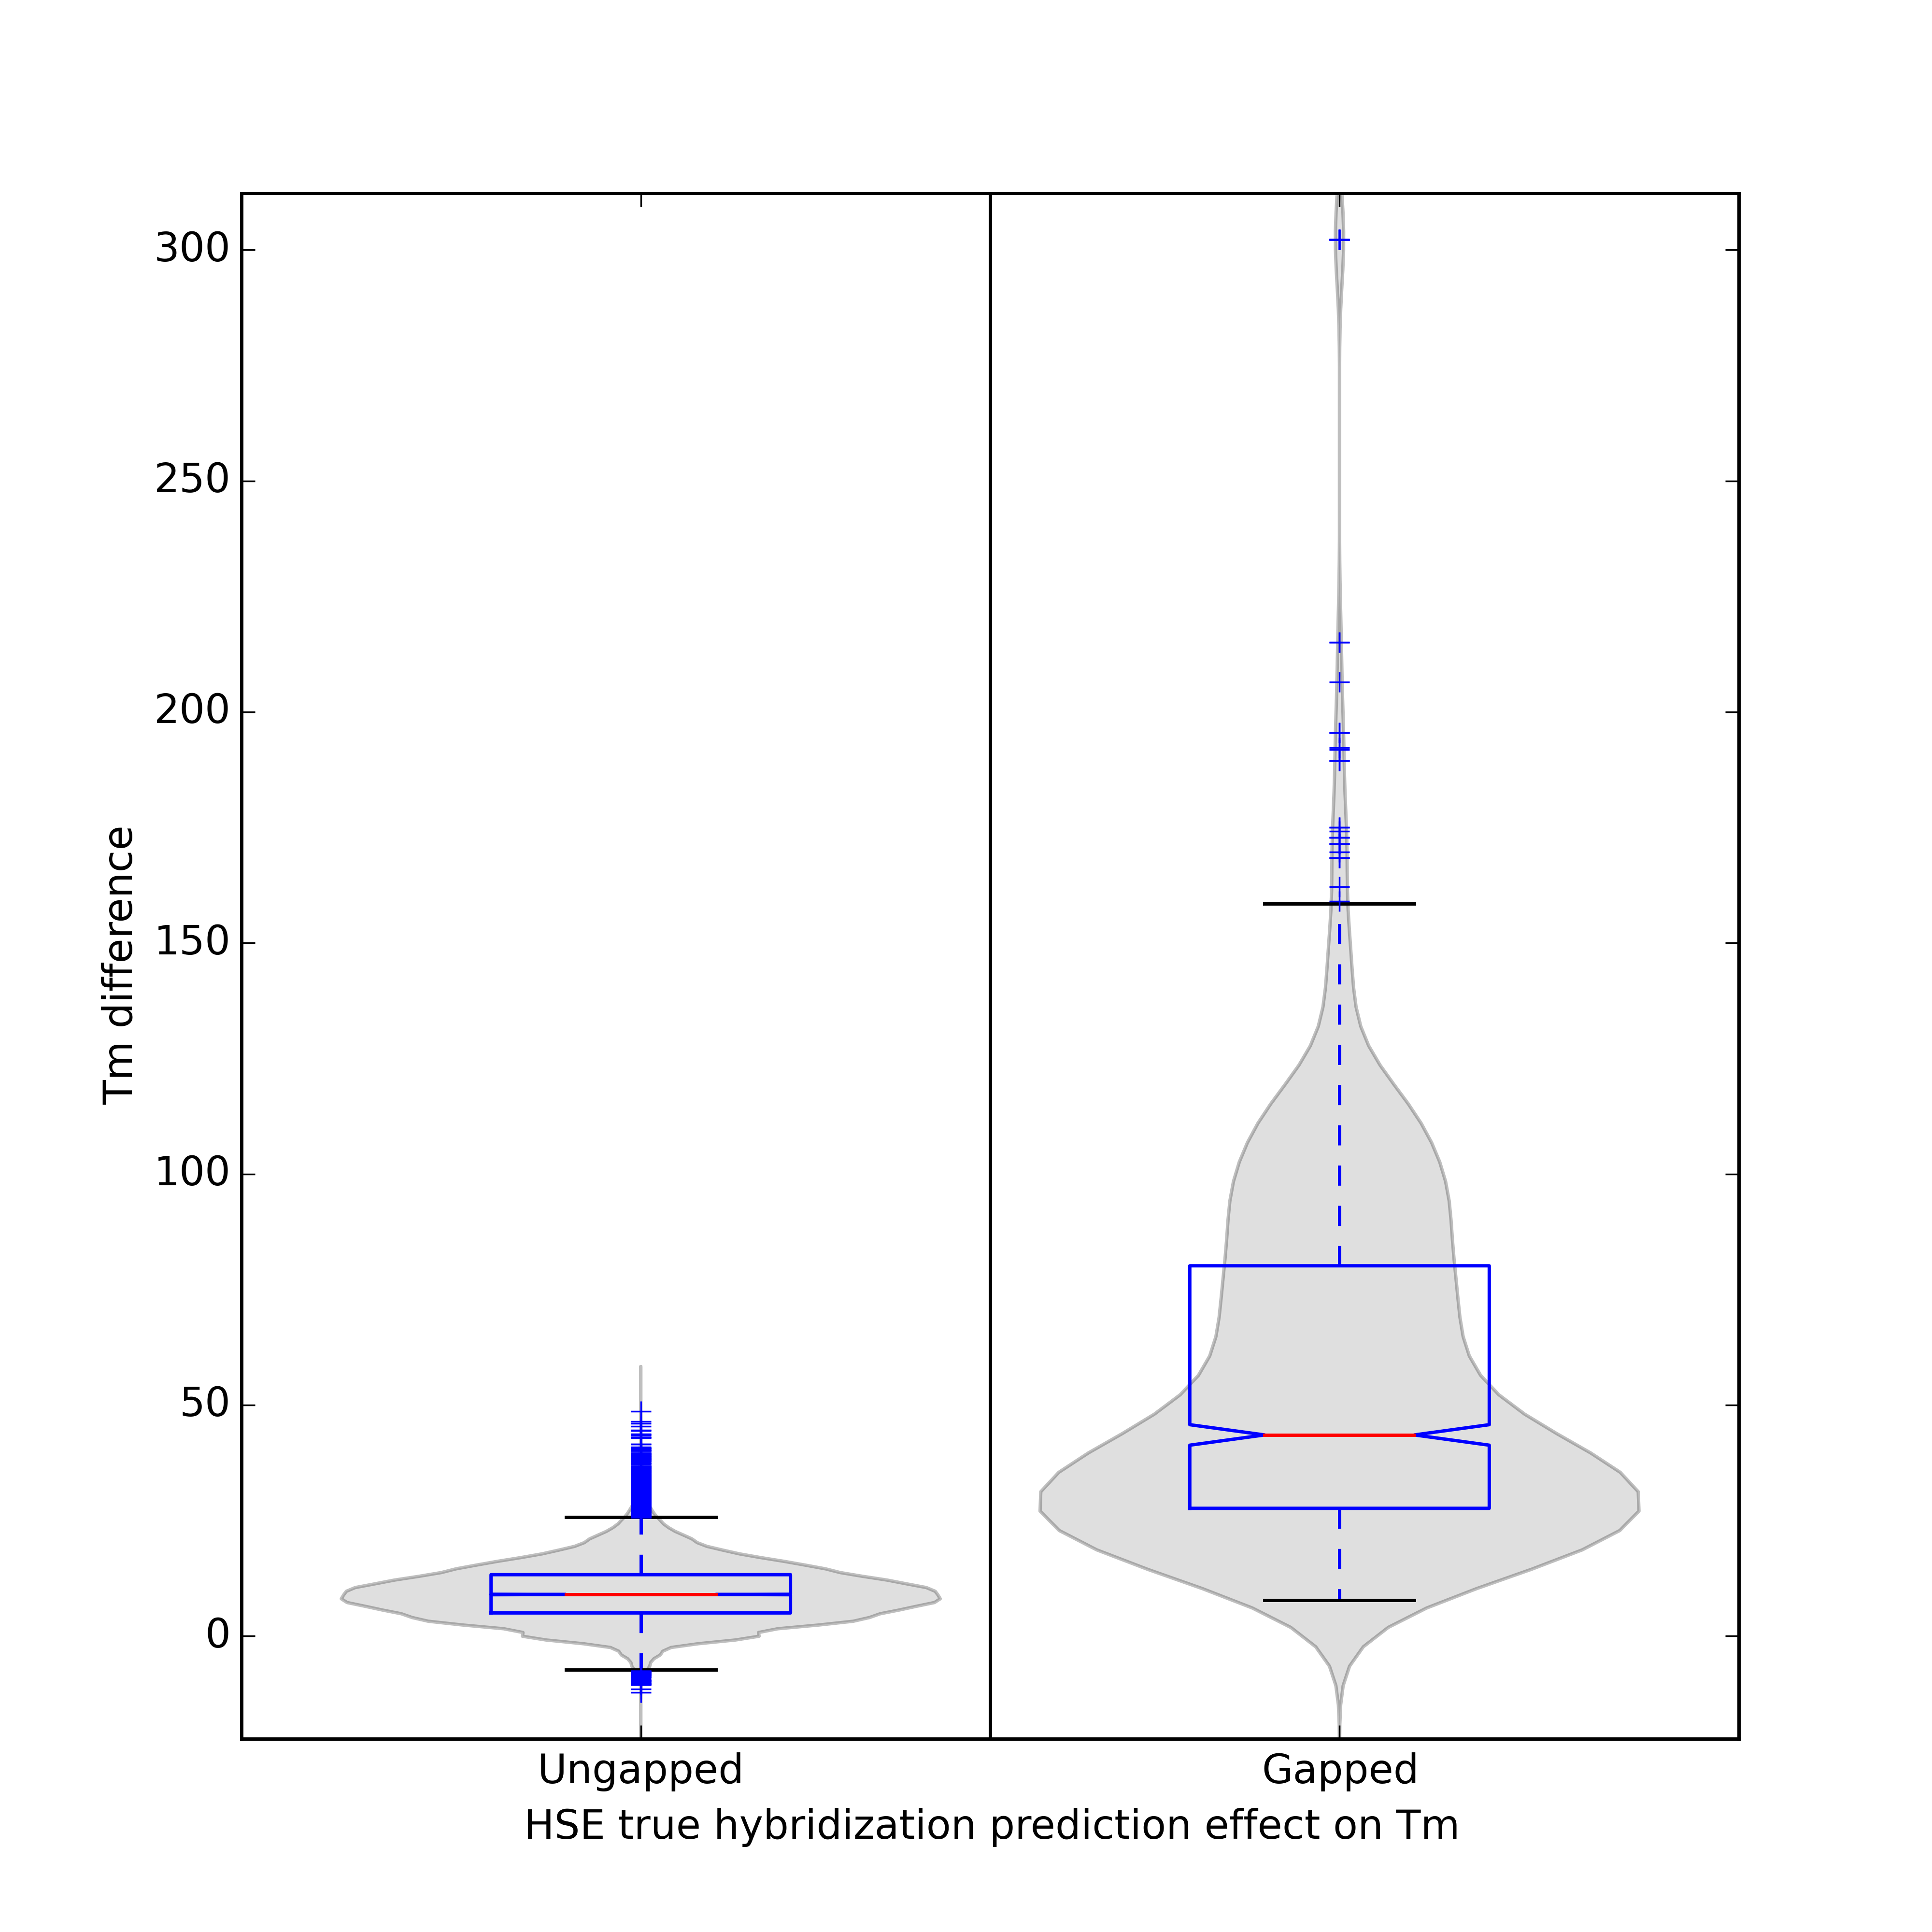 300
250
200
150
100
50
0
Tm difference
Ungapped
Gapped
HSE true hybridization prediction effect on Tm